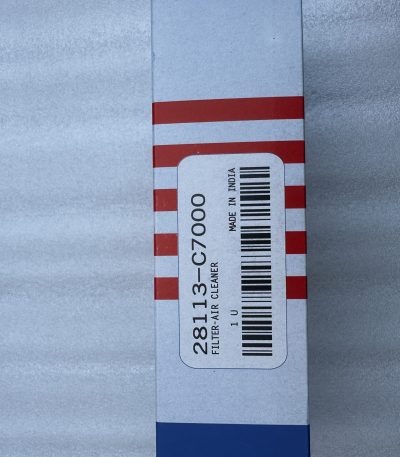 28113-C7000
FILTER-AIR CLEANER
1 U
MADE IN INDIA